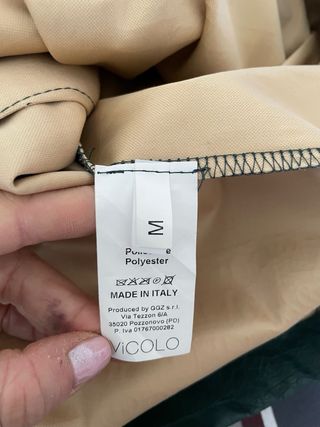 M
Polyester
MADE IN ITALY
Produced by GGZ s.r.l.
Via Tezzon 6/A
35020 Pozzonovo (PD)
P. Iva 01767000282
ViCOLO